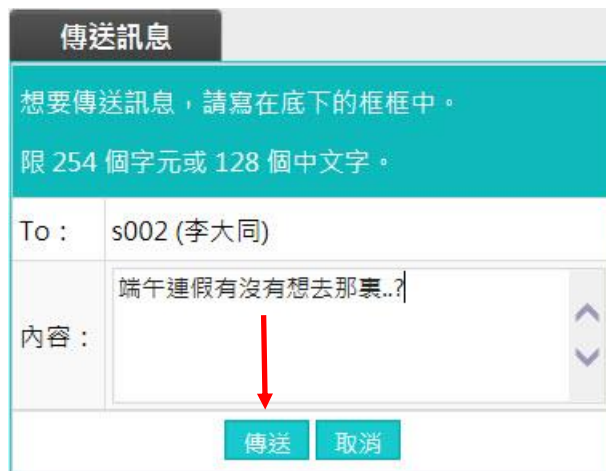 傳送訊息
想要傳送訊息，請寫在底下的框框中。
限 254 個字元或 128 個中文字。
To： s002 (李大同)
內容： 端午連假有沒有想去那裏..?
傳送 取消